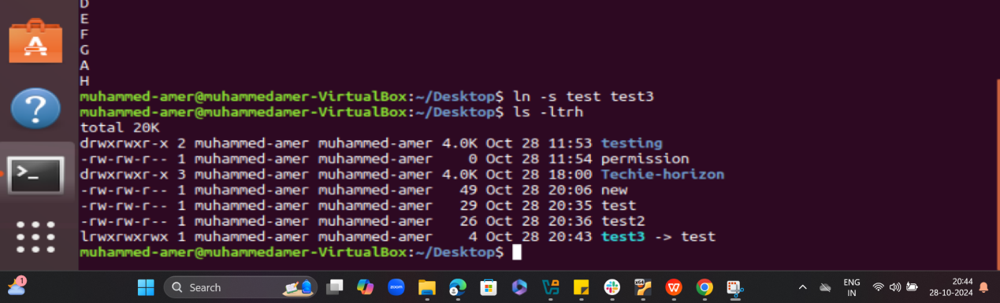 D
E
F
G
A
H
muhammed-amer@muhammedamer-VirtualBox:~/Desktop$ ln -s test test3
muhammed-amer@muhammedamer-VirtualBox:~/Desktop$ ls -ltrh
total 20K
drwxrwxr-x 2 muhammed-amer muhammed-amer 4.0K Oct 28 11:53 testing
-rw-rw-r-- 1 muhammed-amer muhammed-amer    0 Oct 28 11:54 permission
drwxrwxr-x 3 muhammed-amer muhammed-amer 4.0K Oct 28 18:00 Techie-horizon
-rw-rw-r-- 1 muhammed-amer muhammed-amer   49 Oct 28 20:06 new
-rw-rw-r-- 1 muhammed-amer muhammed-amer   29 Oct 28 20:35 test
-rw-rw-r-- 1 muhammed-amer muhammed-amer   26 Oct 28 20:36 test2
lrwxrwxrwx 1 muhammed-amer muhammed-amer    4 Oct 28 20:43 test3 -> test
muhammed-amer@muhammedamer-VirtualBox:~/Desktop$
1
Search
zoom
x64
ENG
IN
20:44
28-10-2024